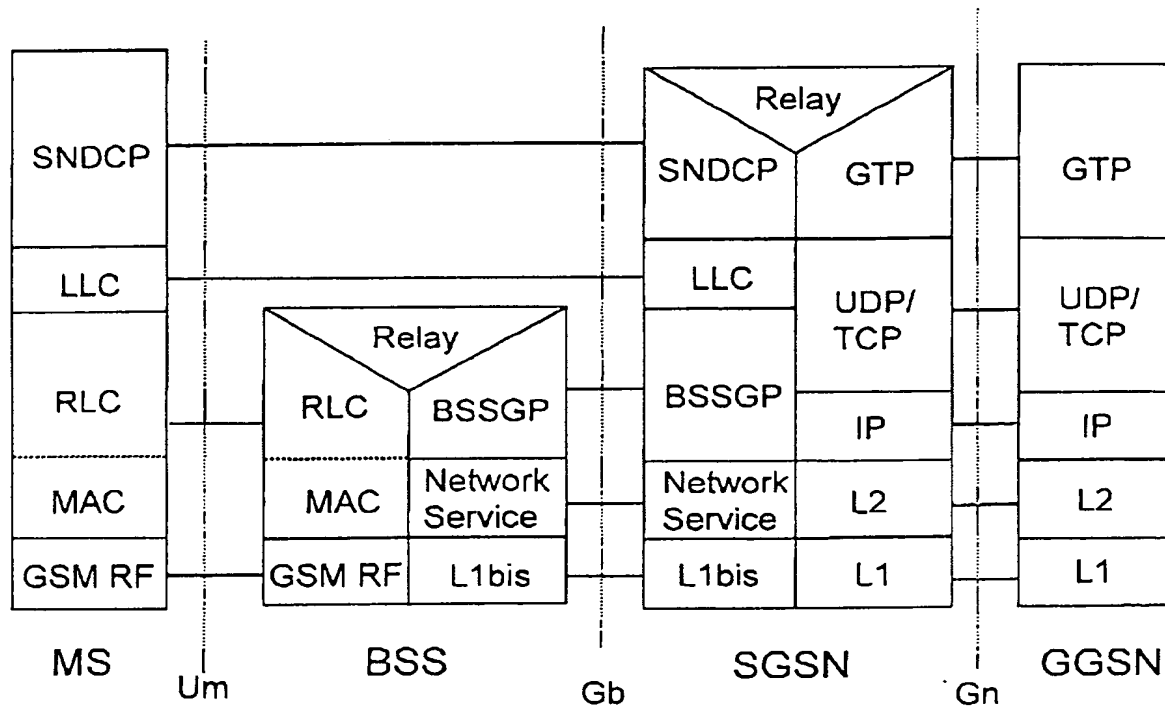 Relay
SNDCP
SNDCP
GTP
GTP
LLC
LLC
UDP/
TCP
UDP/
TCP
Relay
RLC
RLC
BSSGP
BSSGP
IP
IP
MAC
MAC
Network
Service
Network
Service
L2
L2
GSM RF
GSM RF
L1bis
L1bis
L1
L1
MS
BSS
SGSN
GGSN
Um
Gb
Gn